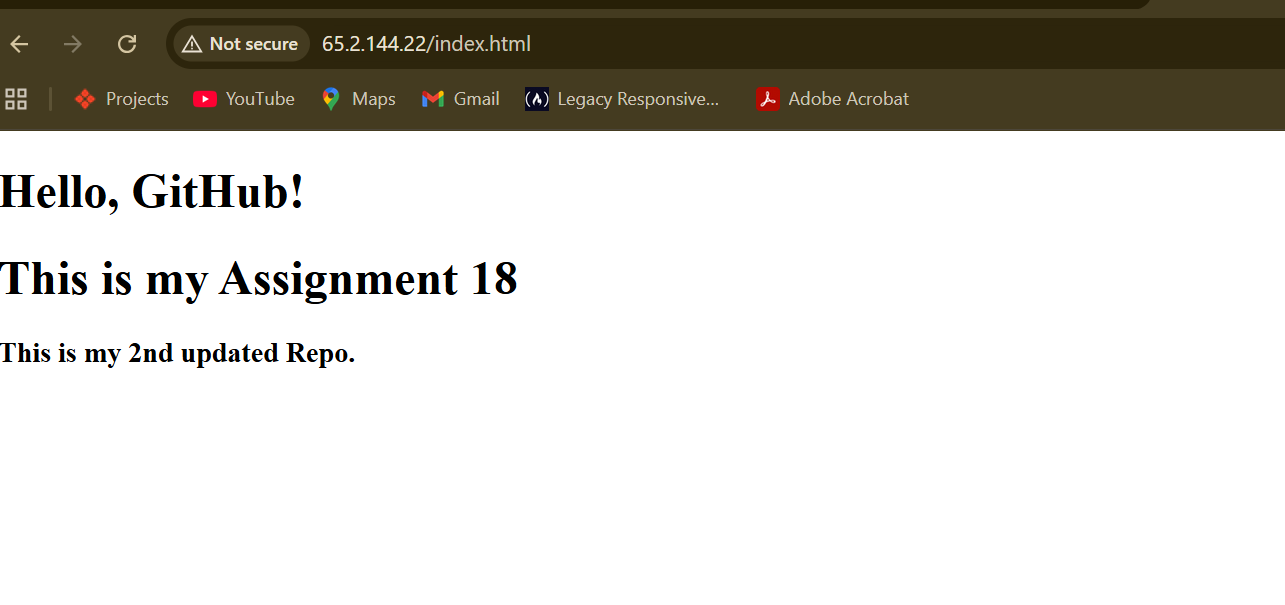 Not secure 65.2.144.22/index.html
Projects YouTube Maps Gmail Legacy Responsive... Adobe Acrobat
Hello, GitHub!
This is my Assignment 18
This is my 2nd updated Repo.